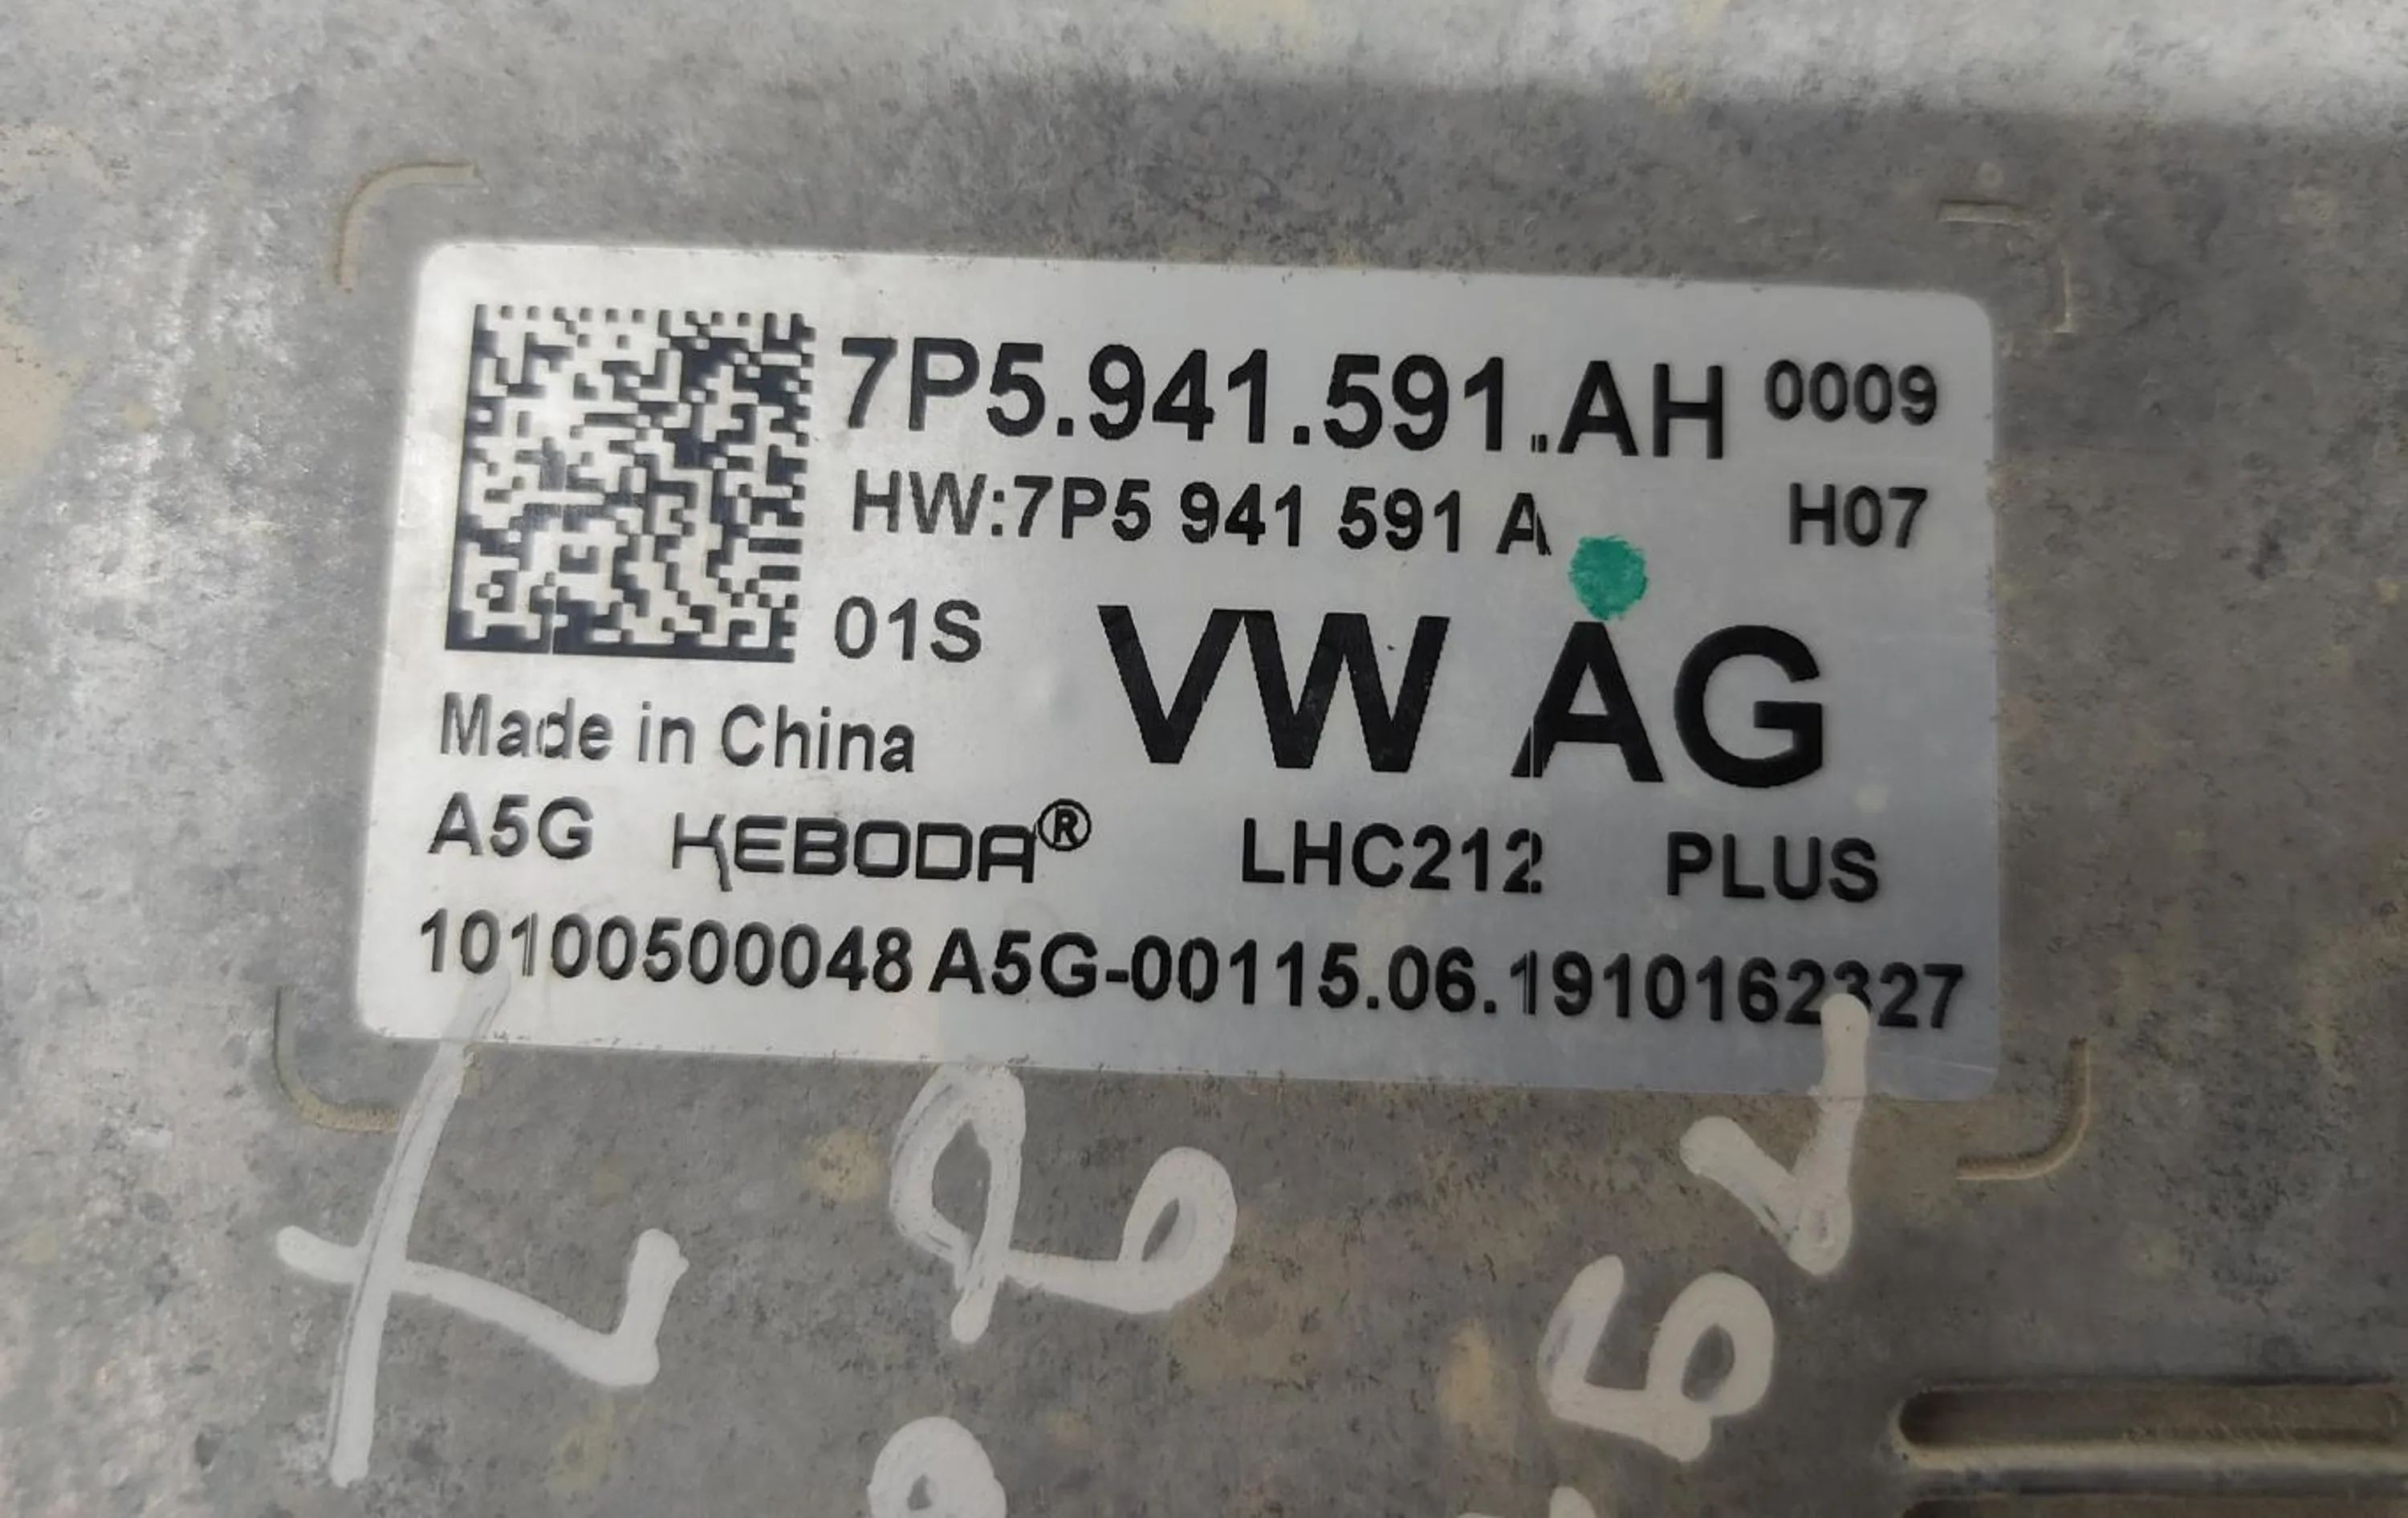 7P5.941.591.AH 0009
HW:7P5 941 591 A H07
01S VW AG
Made in China
A5G KEBODA® LHC212 PLUS
10100500048 A5G-00115.06.1910162327